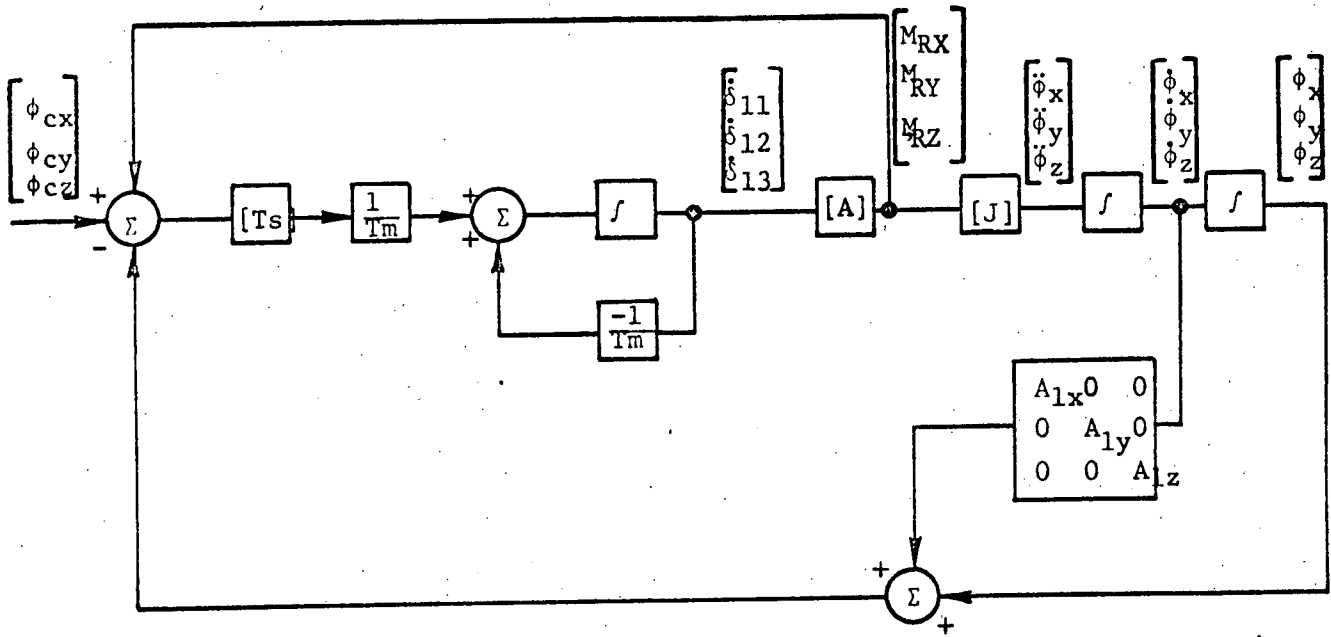 [φcx
φcy
φcz]
+
-
Σ
[Ts]
1
Tm
+
+
Σ
∫
-1
Tm
[δ̇11
δ̇12
δ̇13]
[A]
[MRX
MRY
MRZ]
[J]
[φ̈x
φ̈y
φ̈z]
∫
[φ̇x
φ̇y
φ̇z]
∫
[φx
φy
φz]
A1x 0 0
0 A1y 0
0 0 A1z
+
Σ
+